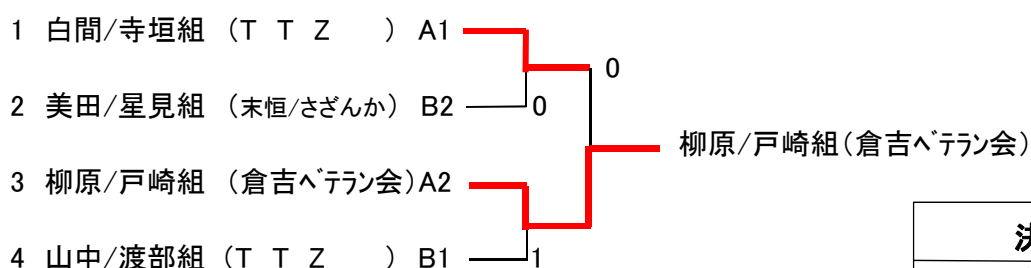 1 白間/寺垣組 (T T Z ) A1
0
2 美田/星見組 (末恒/さざんか) B2
0
柳原/戸崎組(倉吉ベテラン会)
3 柳原/戸崎組 (倉吉ベテラン会)A2
4 山中/渡部組 (T T Z ) B1
1